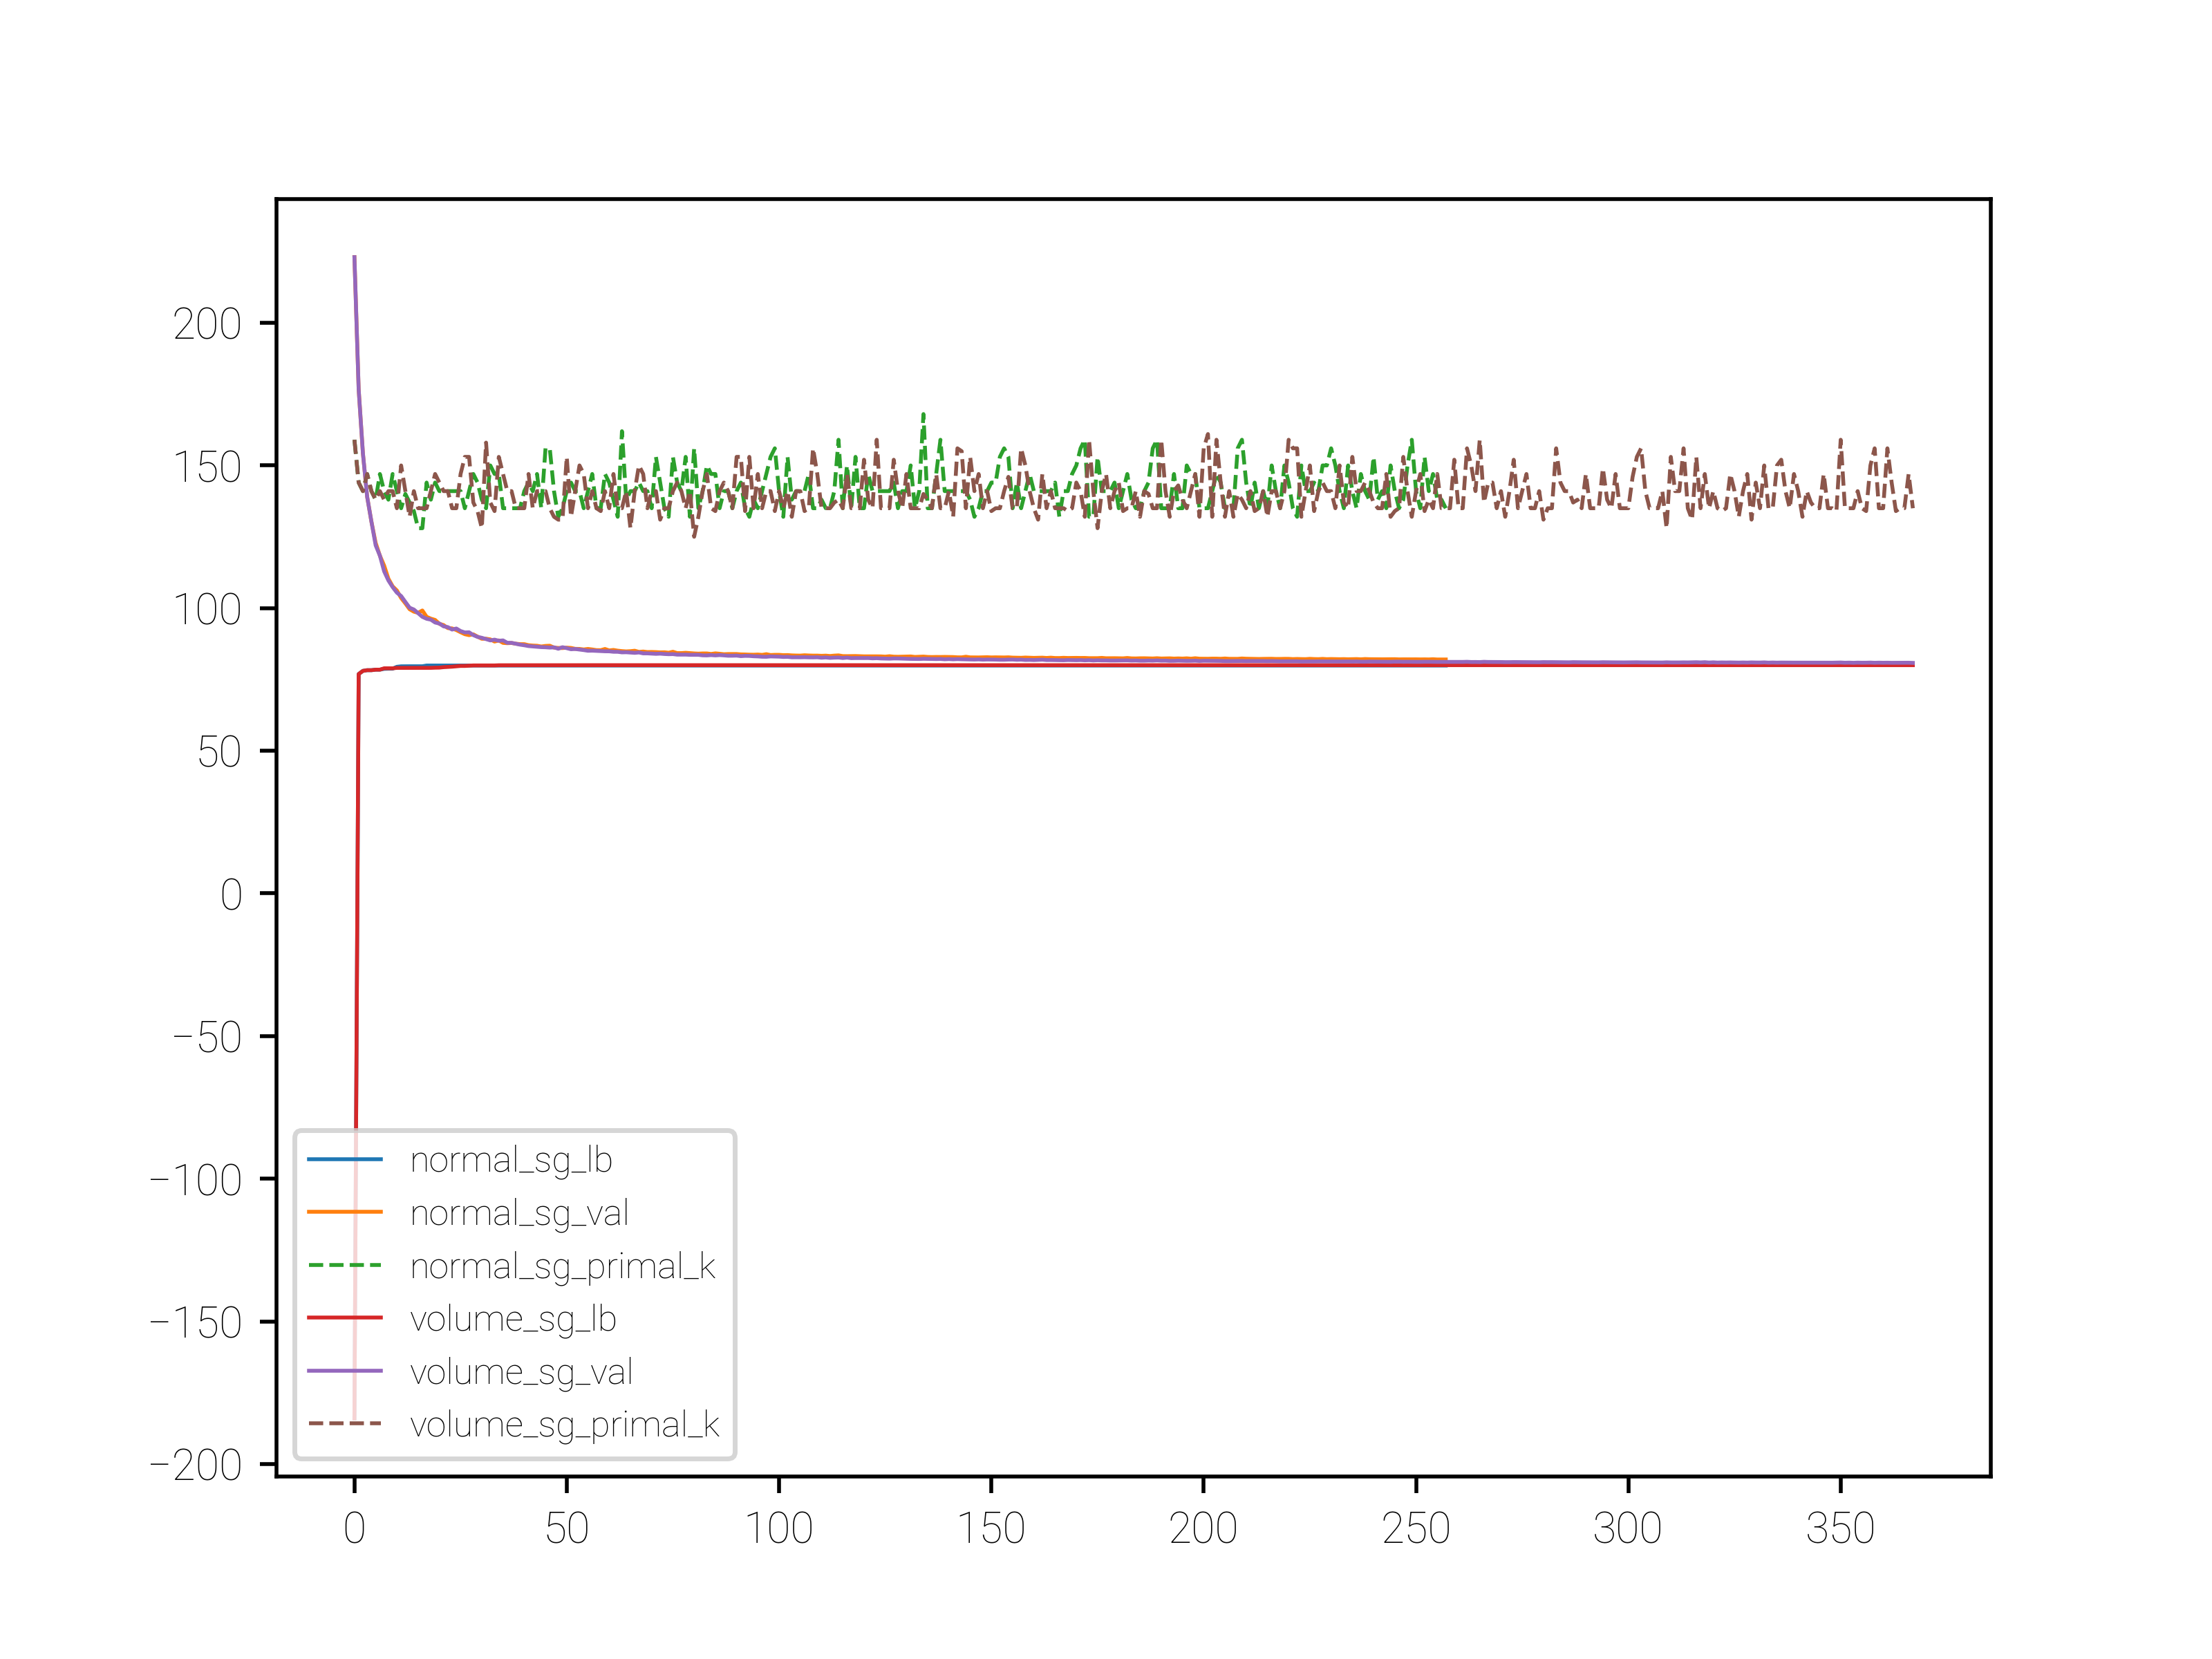 200
150
100
50
0
−50
−100
−150
−200
normal_sg_lb
normal_sg_val
normal_sg_primal_k
volume_sg_lb
volume_sg_val
volume_sg_primal_k
0 50 100 150 200 250 300 350